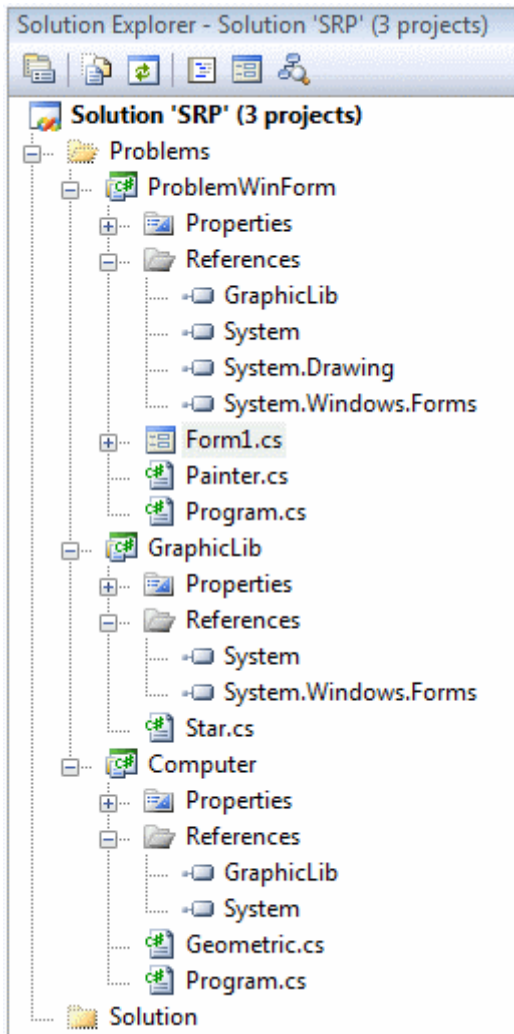 Solution Explorer - Solution 'SRP' (3 projects)
Solution 'SRP' (3 projects)
Problems
ProblemWinForm
Properties
References
GraphicLib
System
System.Drawing
System.Windows.Forms
Form1.cs
Painter.cs
Program.cs
GraphicLib
Properties
References
System
System.Windows.Forms
Star.cs
Computer
Properties
References
GraphicLib
System
Geometric.cs
Program.cs
Solution